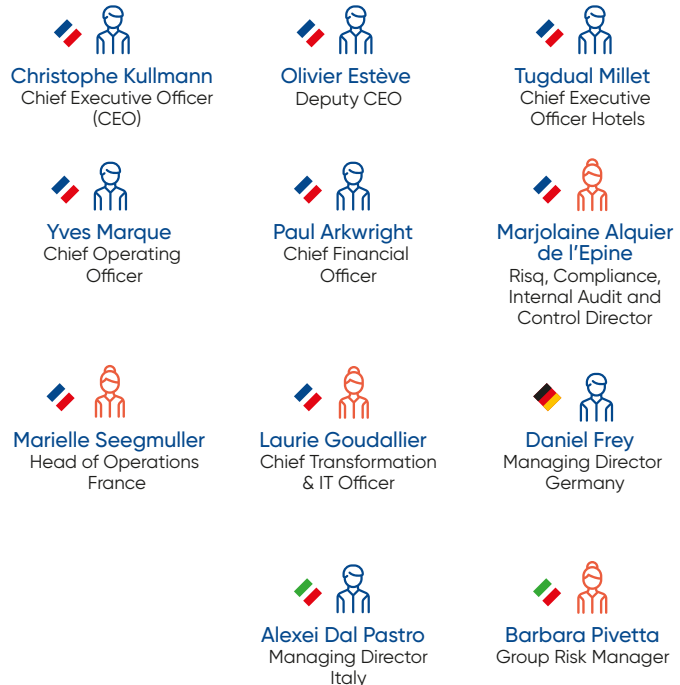 Christophe Kullmann
Chief Executive Officer
(CEO)
Olivier Estève
Deputy CEO
Tugdual Millet
Chief Executive
Officer Hotels
Yves Marque
Chief Operating
Officer
Paul Arkwright
Chief Financial
Officer
Marjolaine Alquier
de l'Epine
Risq, Compliance,
Internal Audit and
Control Director
Marielle Seegmuller
Head of Operations
France
Laurie Goudallier
Chief Transformation
& IT Officer
Daniel Frey
Managing Director
Germany
Alexei Dal Pastro
Managing Director
Italy
Barbara Pivetta
Group Risk Manager